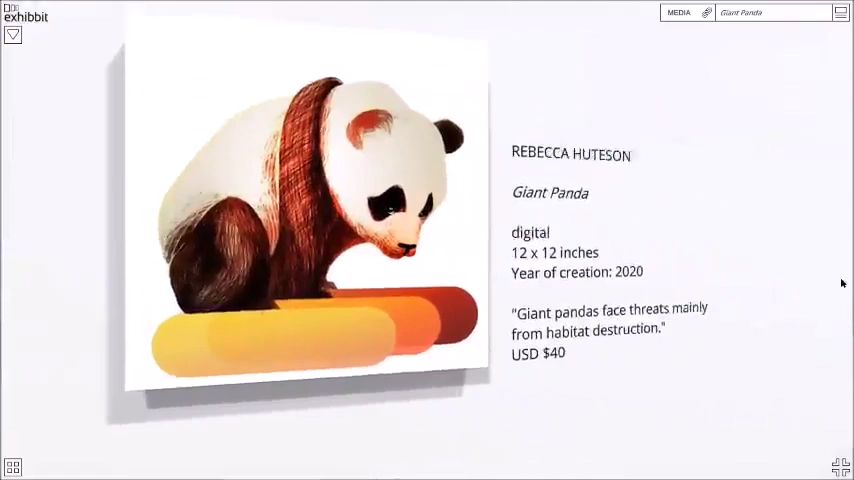 exhibbit
MEDIA
Giant Panda
REBECCA HUTESON
Giant Panda
digital
12 x 12 inches
Year of creation: 2020
"Giant pandas face threats mainly
from habitat destruction."
USD $40